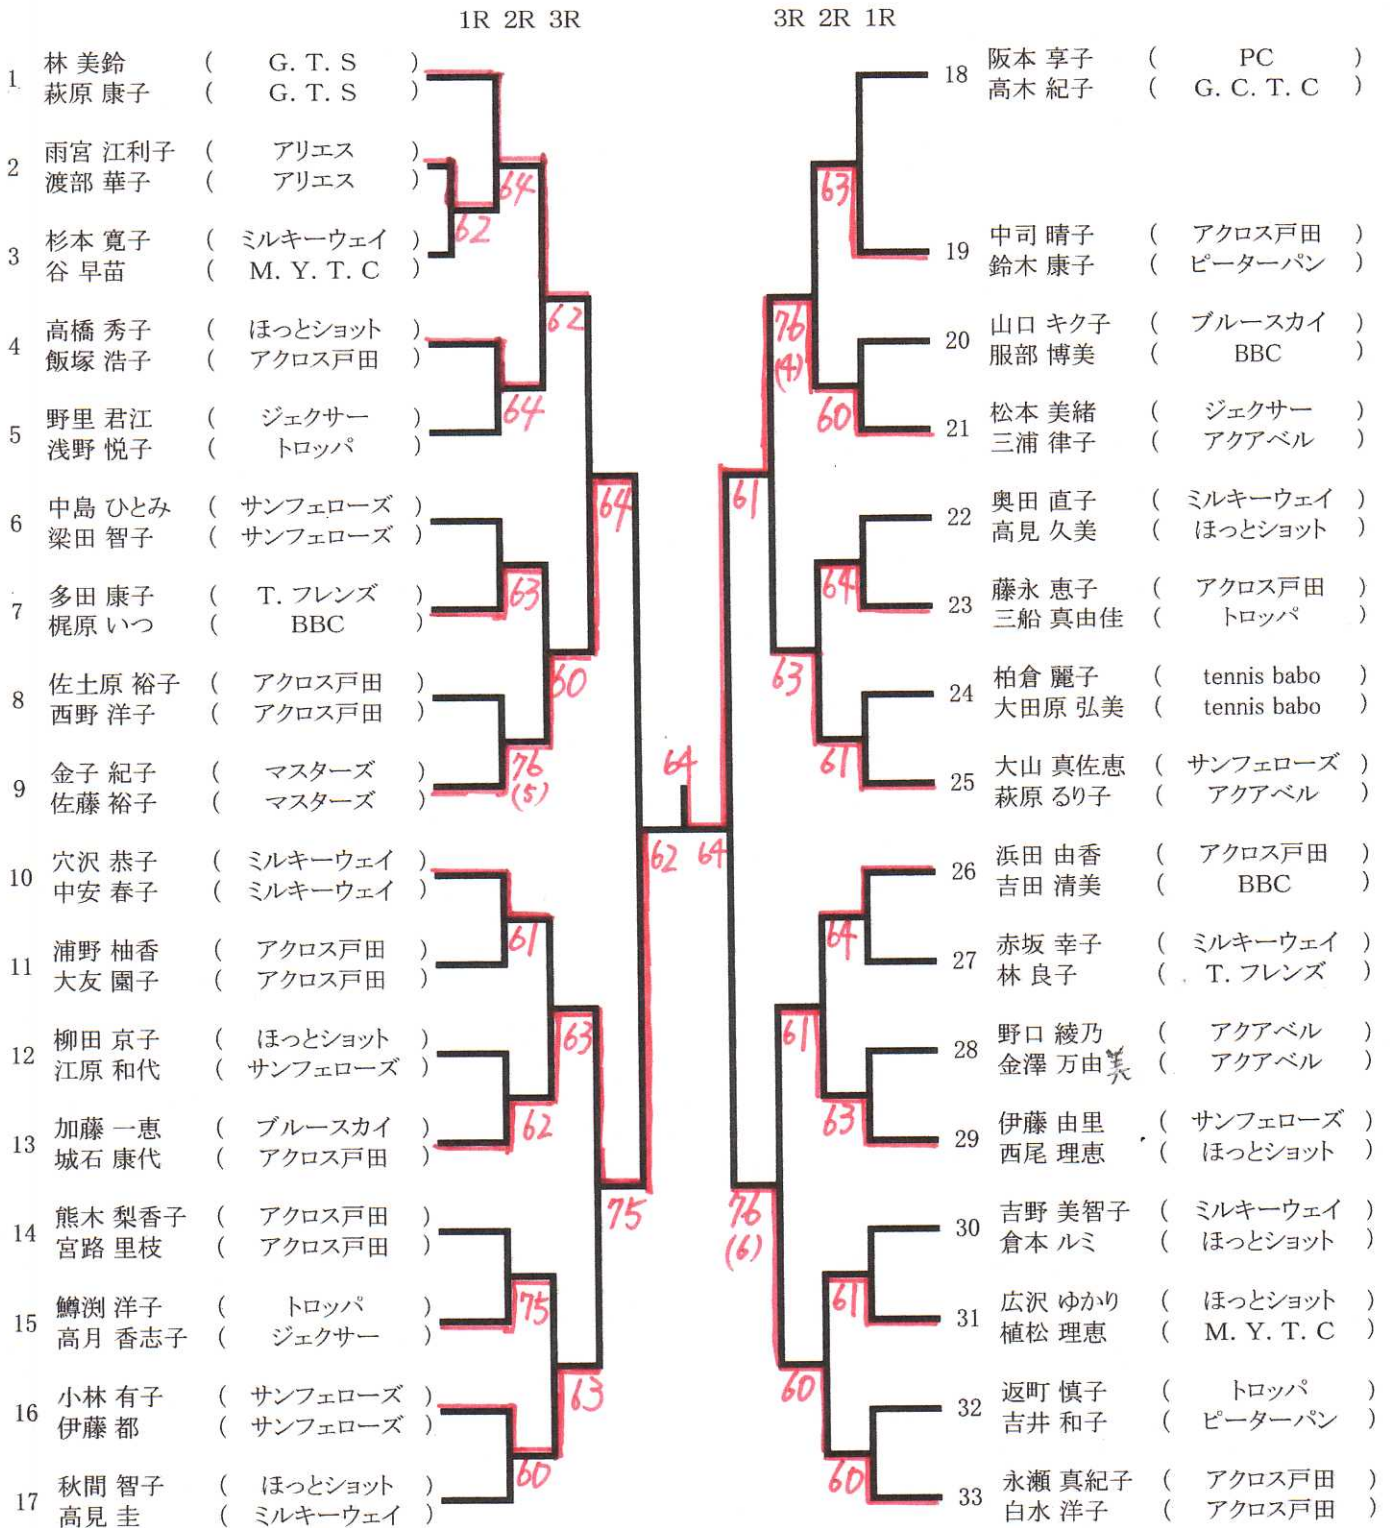 1R 2R 3R
3R 2R 1R
1 林 美鈴 ( G. T. S )
萩原 康子 ( G. T. S )
2 雨宮 江利子 ( アリエス )
渡部 華子 ( アリエス )
3 杉本 寛子 ( ミルキーウェイ )
谷 早苗 ( M. Y. T. C )
4 高橋 秀子 ( ほっとショット )
飯塚 浩子 ( アクロス戸田 )
5 野里 君江 ( ジェクサー )
浅野 悦子 ( トロッパ )
6 中島 ひとみ ( サンフェローズ )
梁田 智子 ( サンフェローズ )
7 多田 康子 ( T. フレンズ )
梶原 いつ ( BBC )
8 佐土原 裕子 ( アクロス戸田 )
西野 洋子 ( アクロス戸田 )
9 金子 紀子 ( マスターズ )
佐藤 裕子 ( マスターズ )
10 穴沢 恭子 ( ミルキーウェイ )
中安 春子 ( ミルキーウェイ )
11 浦野 柚香 ( アクロス戸田 )
大友 園子 ( アクロス戸田 )
12 柳田 京子 ( ほっとショット )
江原 和代 ( サンフェローズ )
13 加藤 一恵 ( ブルースカイ )
城石 康代 ( アクロス戸田 )
14 熊木 梨香子 ( アクロス戸田 )
宮路 里枝 ( アクロス戸田 )
15 鱒渕 洋子 ( トロッパ )
高月 香志子 ( ジェクサー )
16 小林 有子 ( サンフェローズ )
伊藤 都 ( サンフェローズ )
17 秋間 智子 ( ほっとショット )
高見 圭 ( ミルキーウェイ )
62
64
64
63
76
(5)
61
62
75
60
62
60
63
63
64
75
62
64
64
61
76
(6)
76
(4)
63
61
60
63
60
64
61
64
63
61
60
18 阪本 享子 ( PC )
高木 紀子 ( G. C. T. C )
19 中司 晴子 ( アクロス戸田 )
鈴木 康子 ( ピーターパン )
20 山口 キク子 ( ブルースカイ )
服部 博美 ( BBC )
21 松本 美緒 ( ジェクサー )
三浦 律子 ( アクアベル )
22 奥田 直子 ( ミルキーウェイ )
高見 久美 ( ほっとショット )
23 藤永 恵子 ( アクロス戸田 )
三船 真由佳 ( トロッパ )
24 柏倉 麗子 ( tennis babo )
大田原 弘美 ( tennis babo )
25 大山 真佐恵 ( サンフェローズ )
萩原 るり子 ( アクアベル )
26 浜田 由香 ( アクロス戸田 )
吉田 清美 ( BBC )
27 赤坂 幸子 ( ミルキーウェイ )
林 良子 ( T. フレンズ )
28 野口 綾乃 ( アクアベル )
金澤 万由美 ( アクアベル )
29 伊藤 由里 ( サンフェローズ )
西尾 理恵 ( ほっとショット )
30 吉野 美智子 ( ミルキーウェイ )
倉本 ルミ ( ほっとショット )
31 広沢 ゆかり ( ほっとショット )
植松 理恵 ( M. Y. T. C )
32 返町 慎子 ( トロッパ )
吉井 和子 ( ピーターパン )
33 永瀬 真紀子 ( アクロス戸田 )
白水 洋子 ( アクロス戸田 )